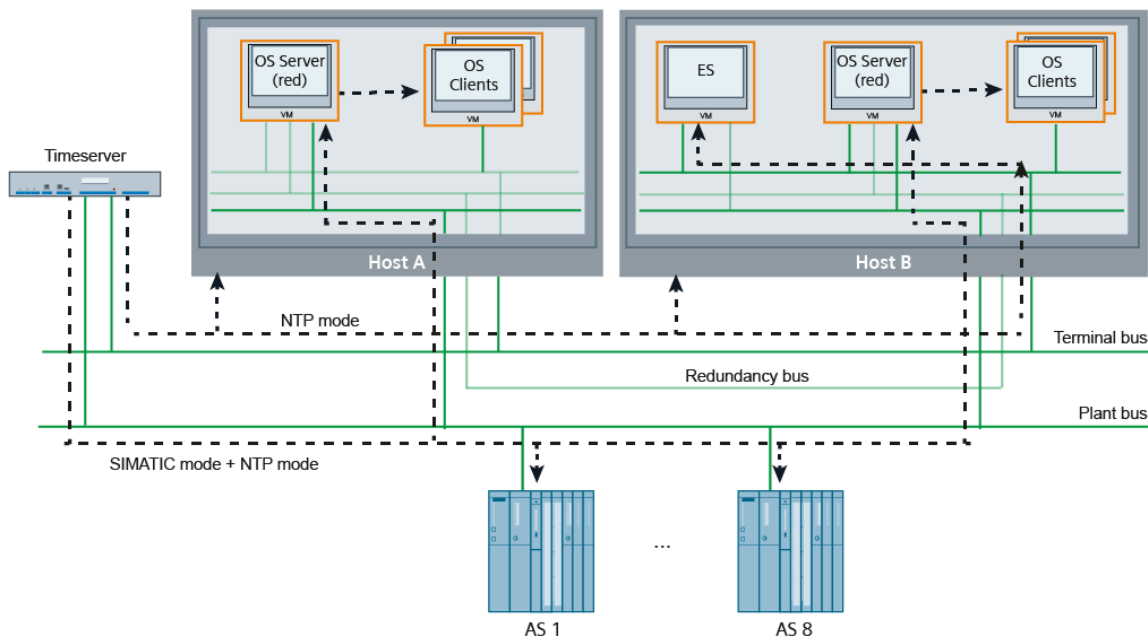 OS Server
(red)
VM
OS
Clients
VM
ES
VM
OS Server
(red)
VM
OS
Clients
VM
Timeserver
Host A
Host B
NTP mode
Terminal bus
Redundancy bus
Plant bus
SIMATIC mode + NTP mode
...
AS 1
AS 8